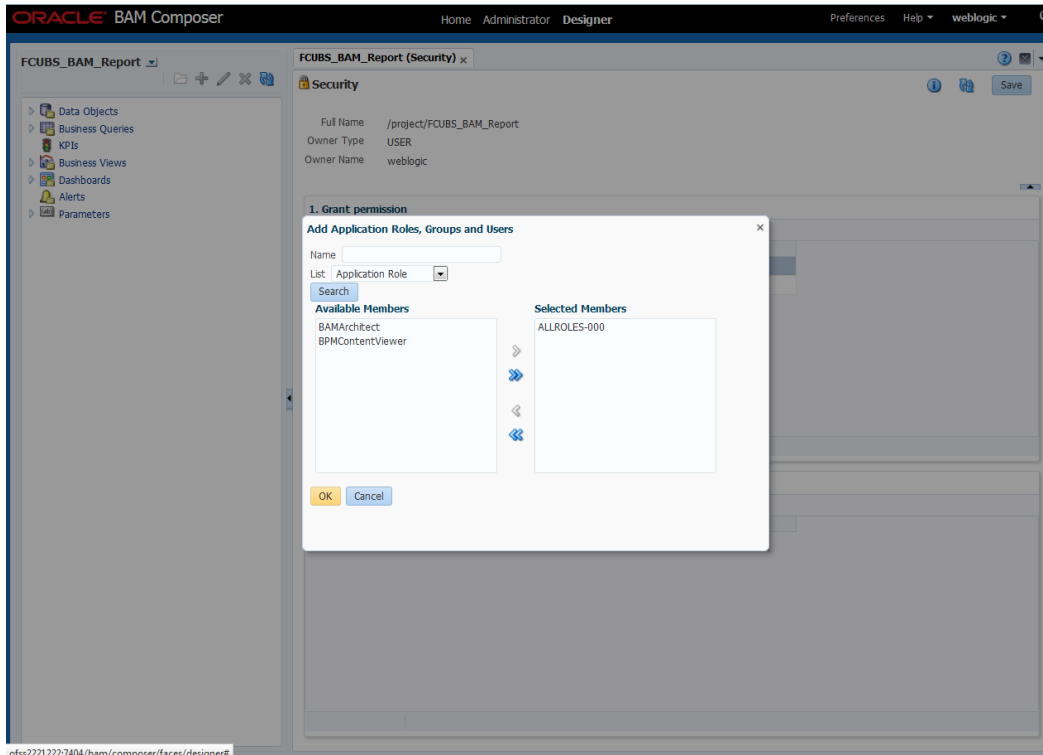 ORACLE BAM Composer
Home Administrator Designer
Preferences Help weblogic
FCUBS_BAM_Report
Data Objects
Business Queries
KPIs
Business Views
Dashboards
Alerts
Parameters
FCUBS_BAM_Report (Security) x
Security
Save
Full Name /project/FCUBS_BAM_Report
Owner Type USER
Owner Name weblogic
1. Grant permission
Add Application Roles, Groups and Users
Name
List Application Role
Search
Available Members
BAMArchitect
BPMContentViewer
Selected Members
ALLROLES-000
OK Cancel
ofss2221222:7404/bam/composer/faces/designer#